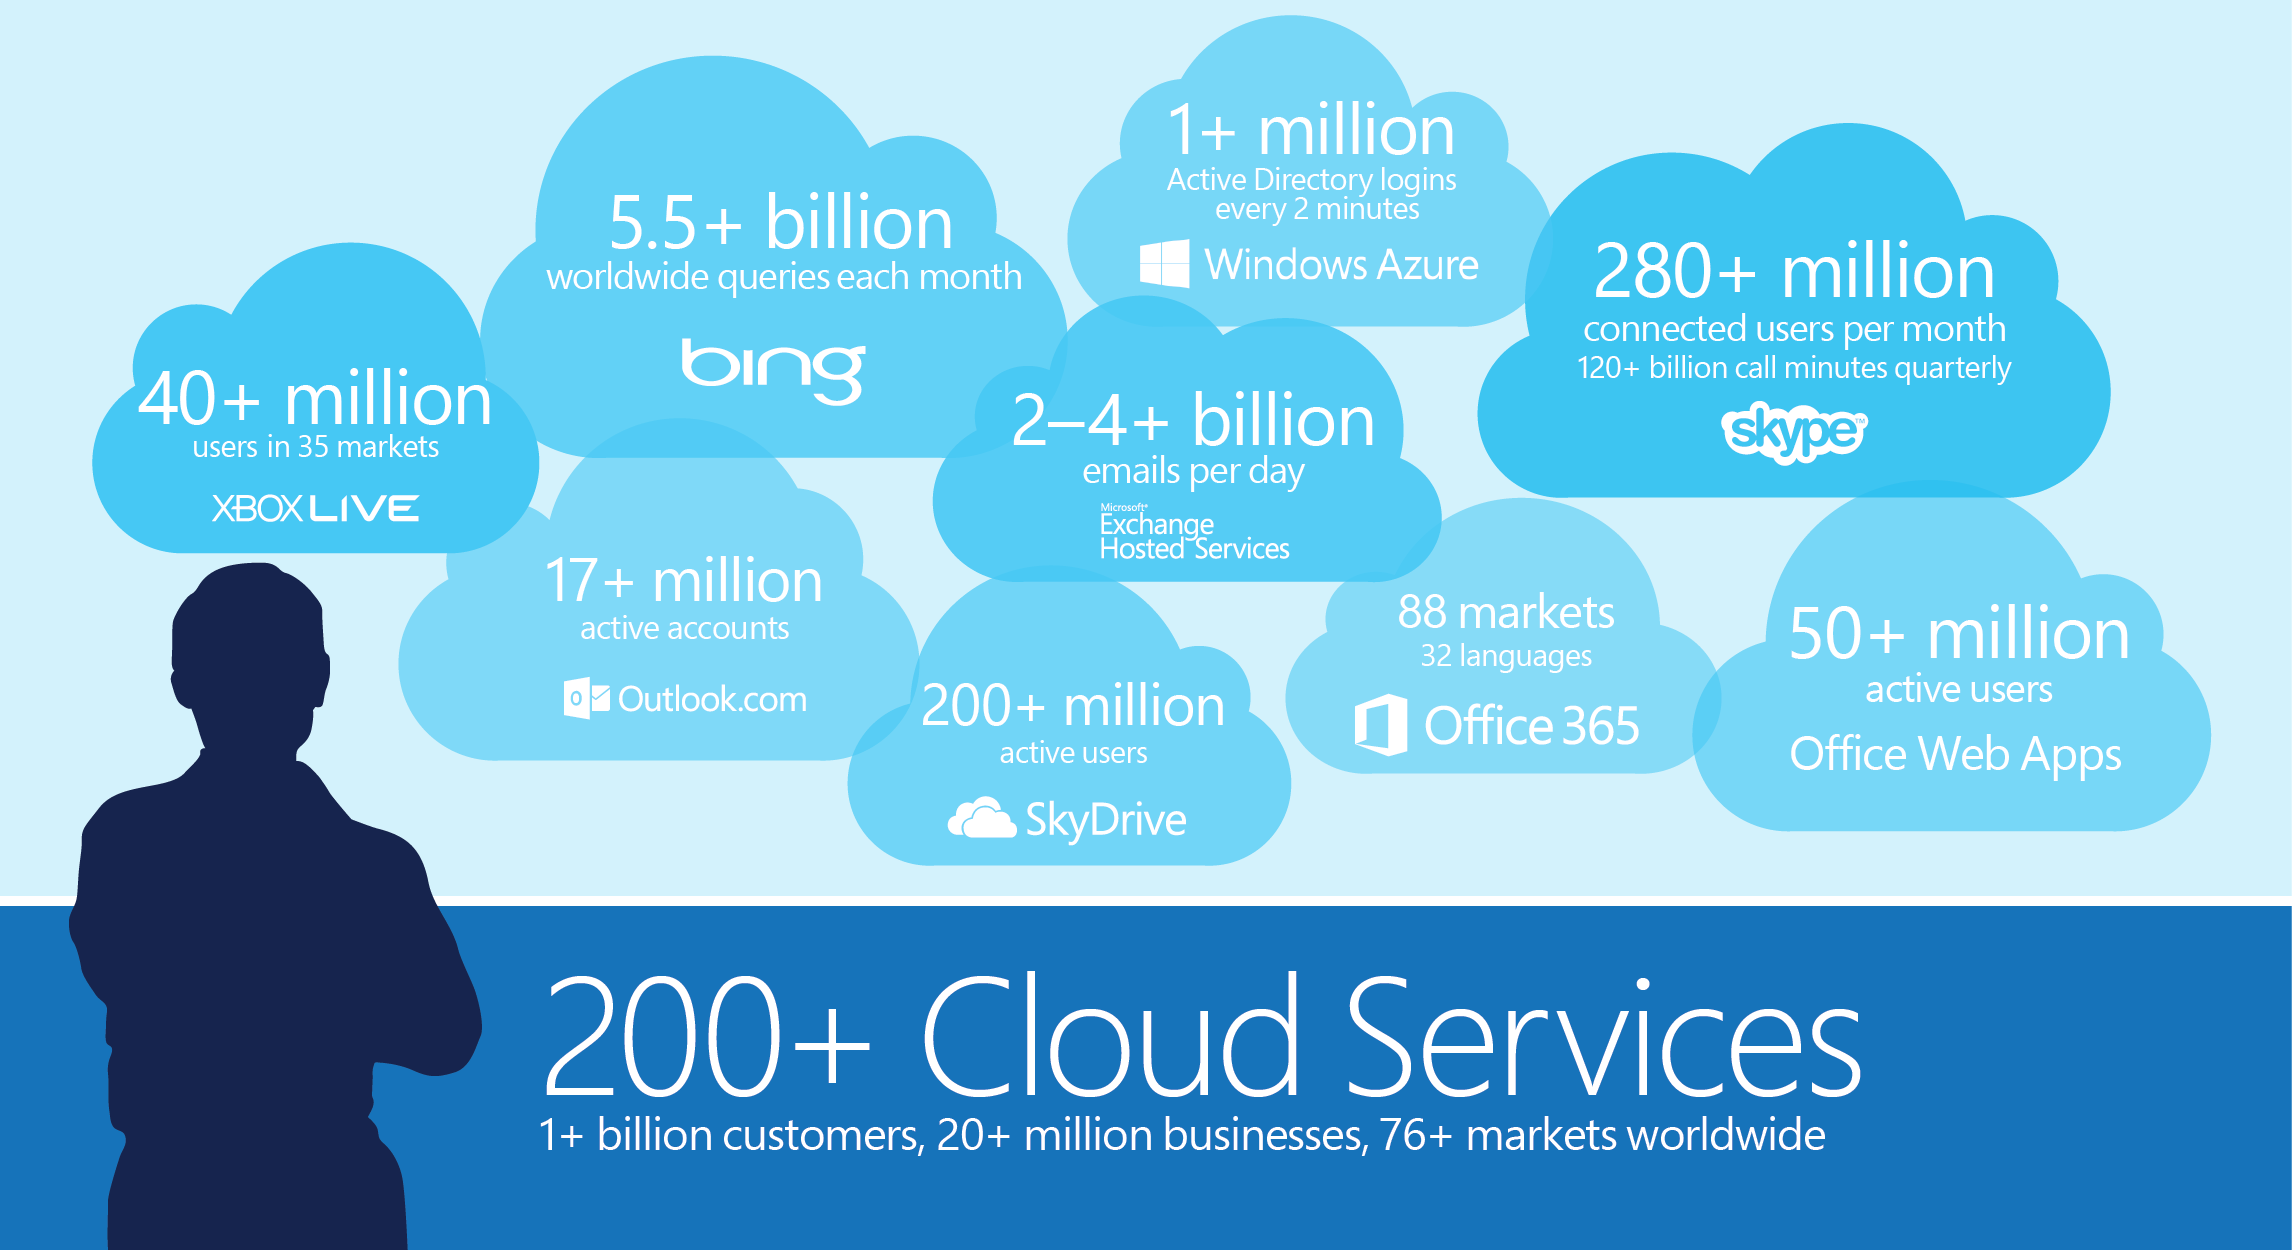 1+ million
Active Directory logins
every 2 minutes
Windows Azure
5.5+ billion
worldwide queries each month
bing
280+ million
connected users per month
120+ billion call minutes quarterly
skype™
40+ million
users in 35 markets
XBOX LIVE
2–4+ billion
emails per day
Microsoft®
Exchange
Hosted Services
17+ million
active accounts
o Outlook.com
200+ million
active users
SkyDrive
88 markets
32 languages
Office 365
50+ million
active users
Office Web Apps
200+ Cloud Services
1+ billion customers, 20+ million businesses, 76+ markets worldwide